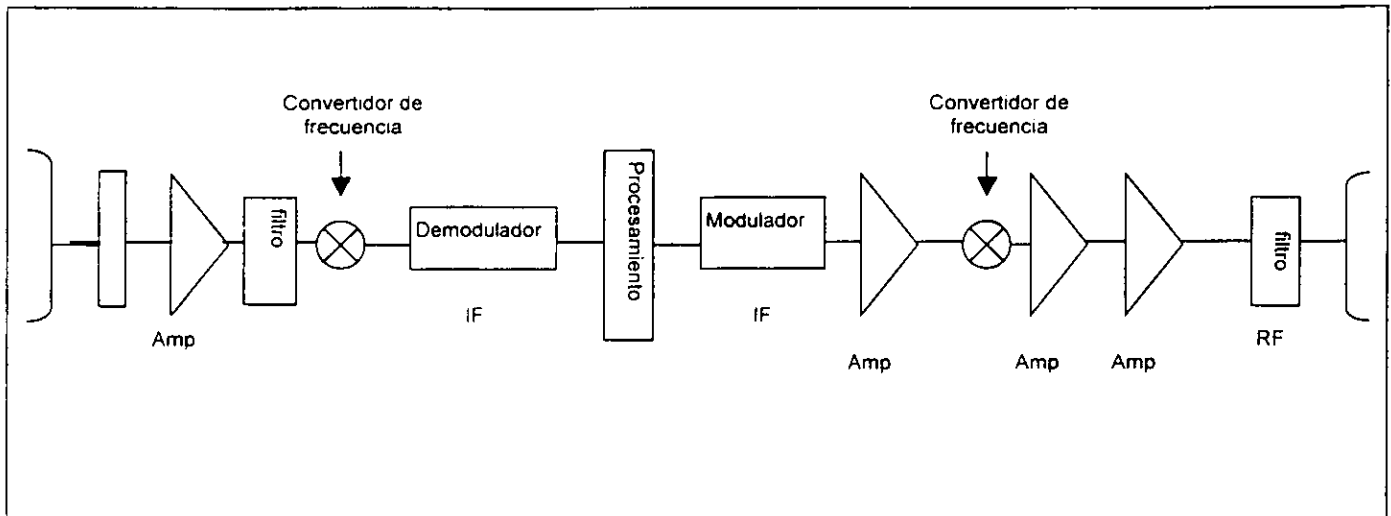 Convertidor de
frecuencia
Convertidor de
frecuencia
filtro
Demodulador
Procesamiento
Modulador
filtro
IF
IF
Amp
RF
Amp
Amp
Amp